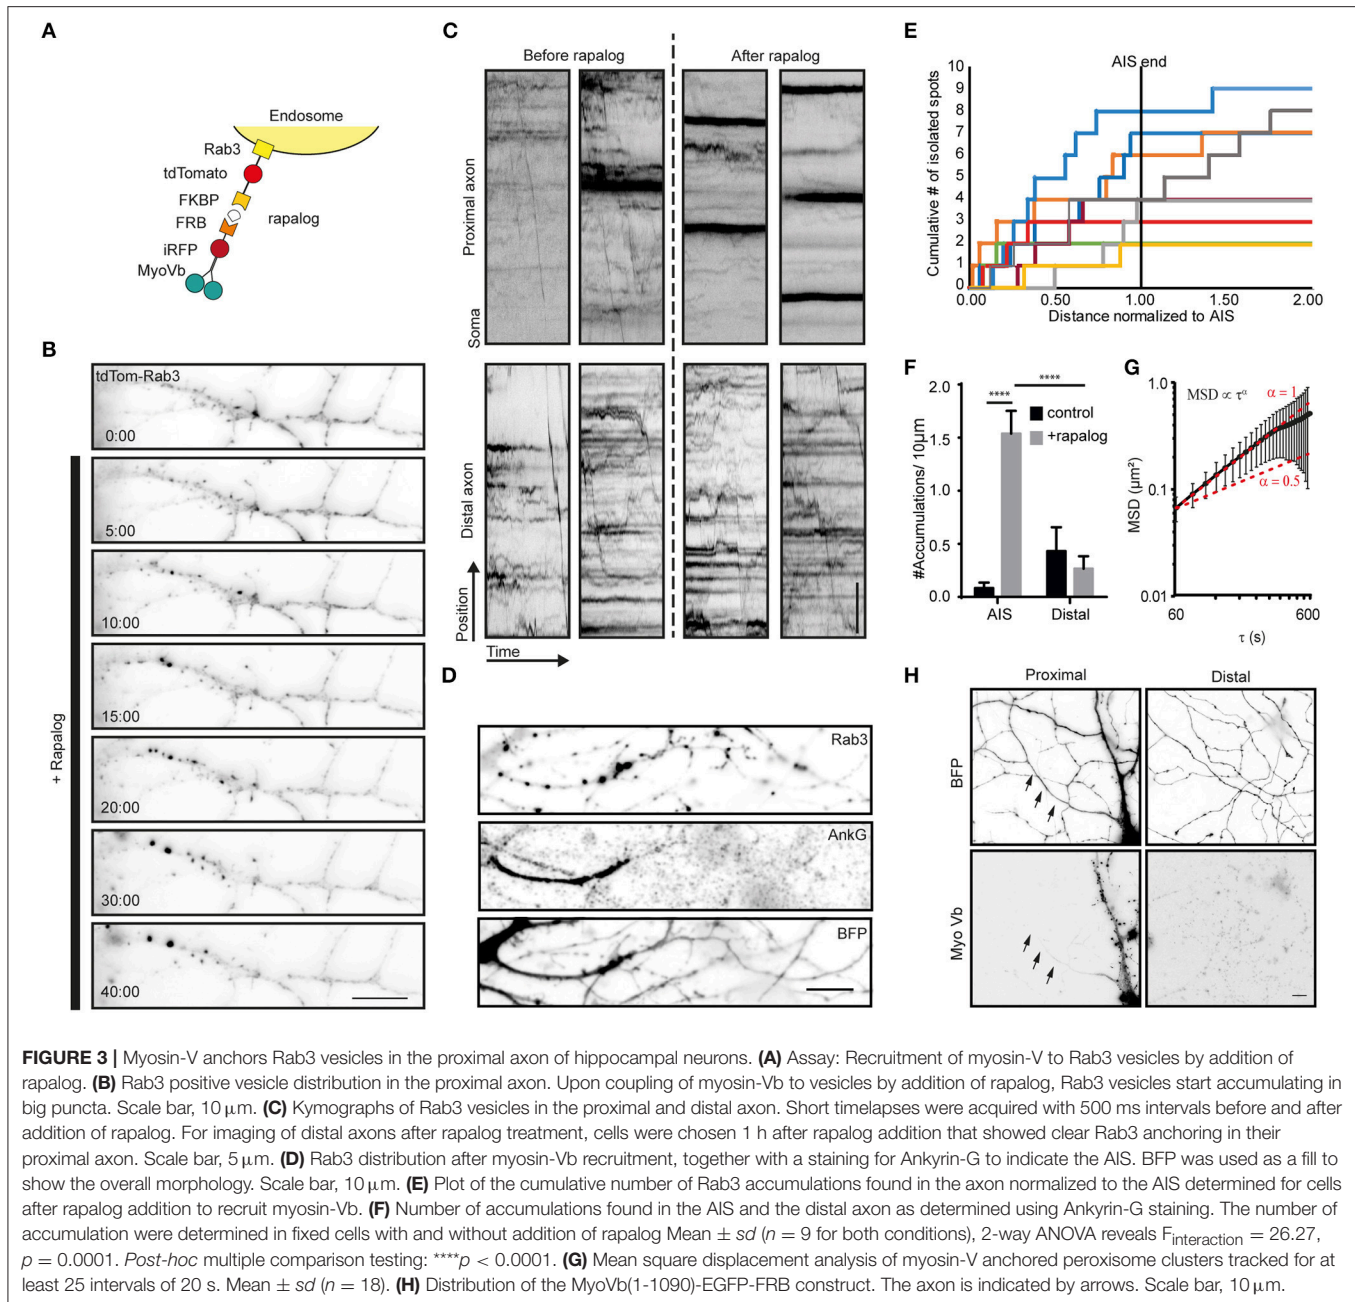 A
Endosome
Rab3
tdTomato
FKBP
FRB
rapalog
iRFP
MyoVb
B
tdTom-Rab3
0:00
5:00
10:00
15:00
20:00
30:00
40:00
+ Rapalog
C
Before rapalog
After rapalog
Proximal axon
Soma
Distal axon
Position
Time
D
Rab3
AnkG
BFP
E
AIS end
Cumulative # of isolated spots
10
9
8
7
6
5
4
3
2
1
0
0.00 0.50 1.00 1.50 2.00
Distance normalized to AIS
F
#Accumulations/ 10μm
2.0
1.5
1.0
0.5
0.0
****
****
control
+rapalog
AIS Distal
G
MSD (μm²)
1.0
0.1
0.01
MSD ∝ τᵅ
α = 1
α = 0.5
60 600
τ (s)
H
Proximal Distal
BFP
Myo Vb
FIGURE 3 | Myosin-V anchors Rab3 vesicles in the proximal axon of hippocampal neurons. (A) Assay: Recruitment of myosin-V to Rab3 vesicles by addition of
rapalog. (B) Rab3 positive vesicle distribution in the proximal axon. Upon coupling of myosin-Vb to vesicles by addition of rapalog, Rab3 vesicles start accumulating in
big puncta. Scale bar, 10 μm. (C) Kymographs of Rab3 vesicles in the proximal and distal axon. Short timelapses were acquired with 500 ms intervals before and after
addition of rapalog. For imaging of distal axons after rapalog treatment, cells were chosen 1 h after rapalog addition that showed clear Rab3 anchoring in their
proximal axon. Scale bar, 5 μm. (D) Rab3 distribution after myosin-Vb recruitment, together with a staining for Ankyrin-G to indicate the AIS. BFP was used as a fill to
show the overall morphology. Scale bar, 10 μm. (E) Plot of the cumulative number of Rab3 accumulations found in the axon normalized to the AIS determined for cells
after rapalog addition to recruit myosin-Vb. (F) Number of accumulations found in the AIS and the distal axon as determined using Ankyrin-G staining. The number of
accumulation were determined in fixed cells with and without addition of rapalog Mean ± sd (n = 9 for both conditions), 2-way ANOVA reveals Finteraction = 26.27,
p = 0.0001. Post-hoc multiple comparison testing: ****p < 0.0001. (G) Mean square displacement analysis of myosin-V anchored peroxisome clusters tracked for at
least 25 intervals of 20 s. Mean ± sd (n = 18). (H) Distribution of the MyoVb(1-1090)-EGFP-FRB construct. The axon is indicated by arrows. Scale bar, 10 μm.